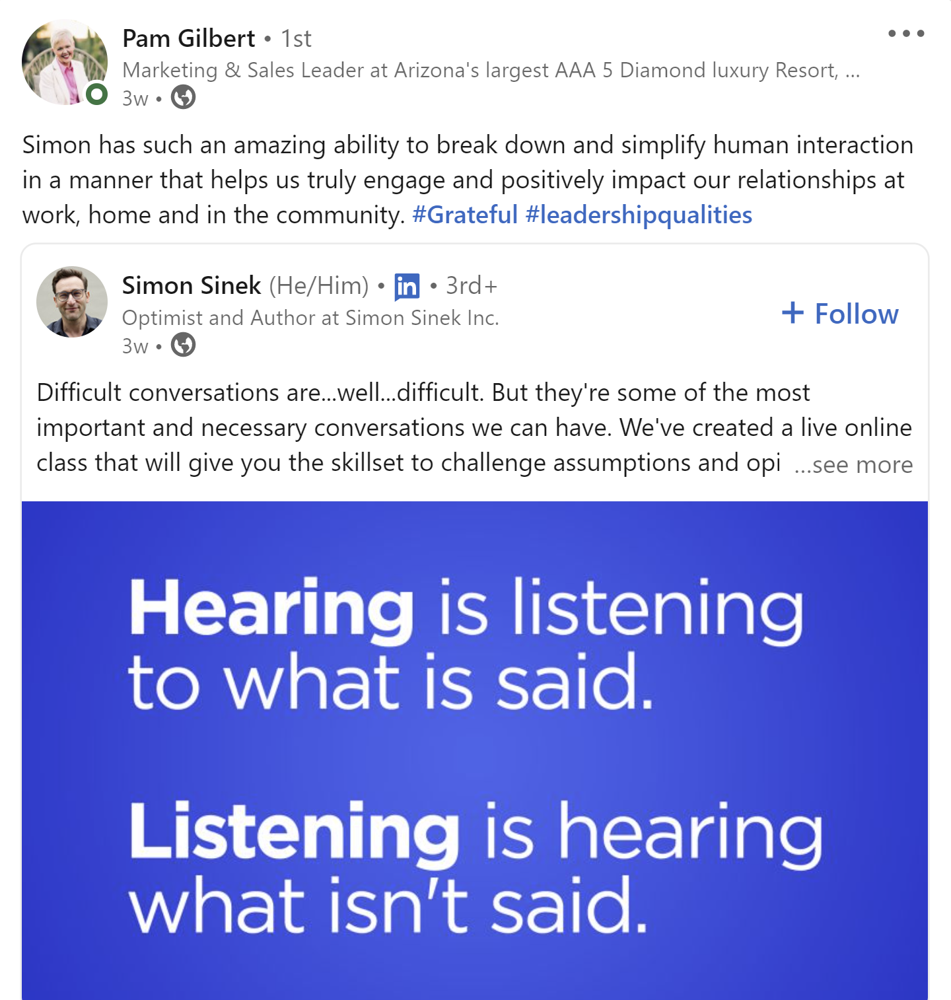 Pam Gilbert • 1st
Marketing & Sales Leader at Arizona's largest AAA 5 Diamond luxury Resort, ...
3w •
Simon has such an amazing ability to break down and simplify human interaction
in a manner that helps us truly engage and positively impact our relationships at
work, home and in the community. #Grateful #leadershipqualities
Simon Sinek (He/Him) • in • 3rd+
Optimist and Author at Simon Sinek Inc.
+ Follow
3w •
Difficult conversations are...well...difficult. But they're some of the most
important and necessary conversations we can have. We've created a live online
class that will give you the skillset to challenge assumptions and opi ...see more
Hearing is listening
to what is said.
Listening is hearing
what isn't said.